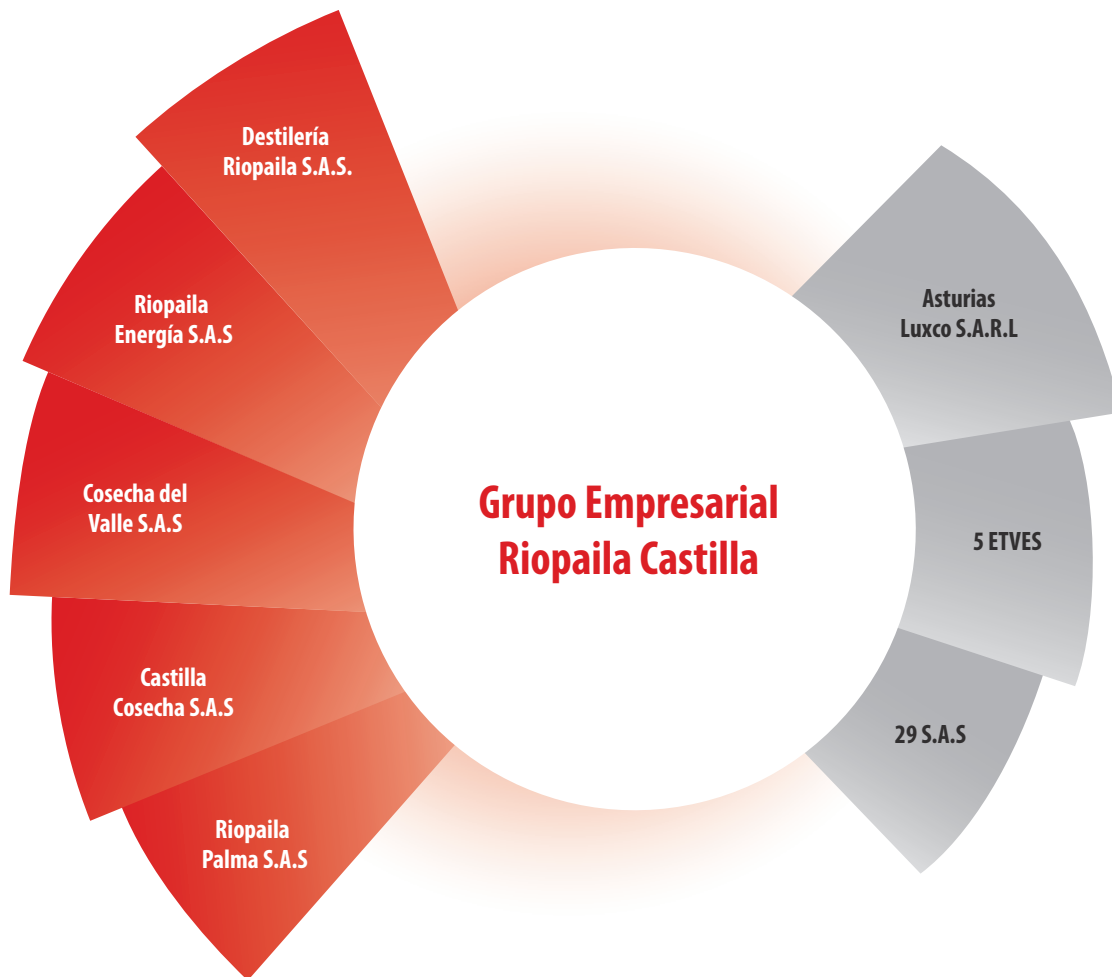 Destilería
Riopaila S.A.S.
Riopaila
Energía S.A.S
Cosecha del
Valle S.A.S
Castilla
Cosecha S.A.S
Riopaila
Palma S.A.S
Grupo Empresarial
Riopaila Castilla
Asturias
Luxco S.A.R.L
5 ETVES
29 S.A.S